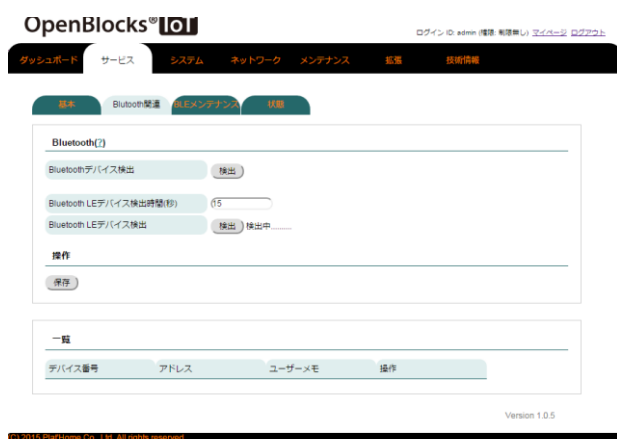 OpenBlocks® IoT
ログイン ID: admin (権限: 制限無し) マイページ ログアウト
ダッシュボード サービス システム ネットワーク メンテナンス 拡張 技術情報
基本 Blutooth関連 BLEメンテナンス 状態
Bluetooth(?)
Bluetoothデバイス検出 検出
Bluetooth LEデバイス検出時間(秒) 15
Bluetooth LEデバイス検出 検出 検出中.........
操作
保存
一覧
デバイス番号 アドレス ユーザーメモ 操作
Version 1.0.5
(C) 2015 Plat'Home Co., Ltd. All rights reserved.